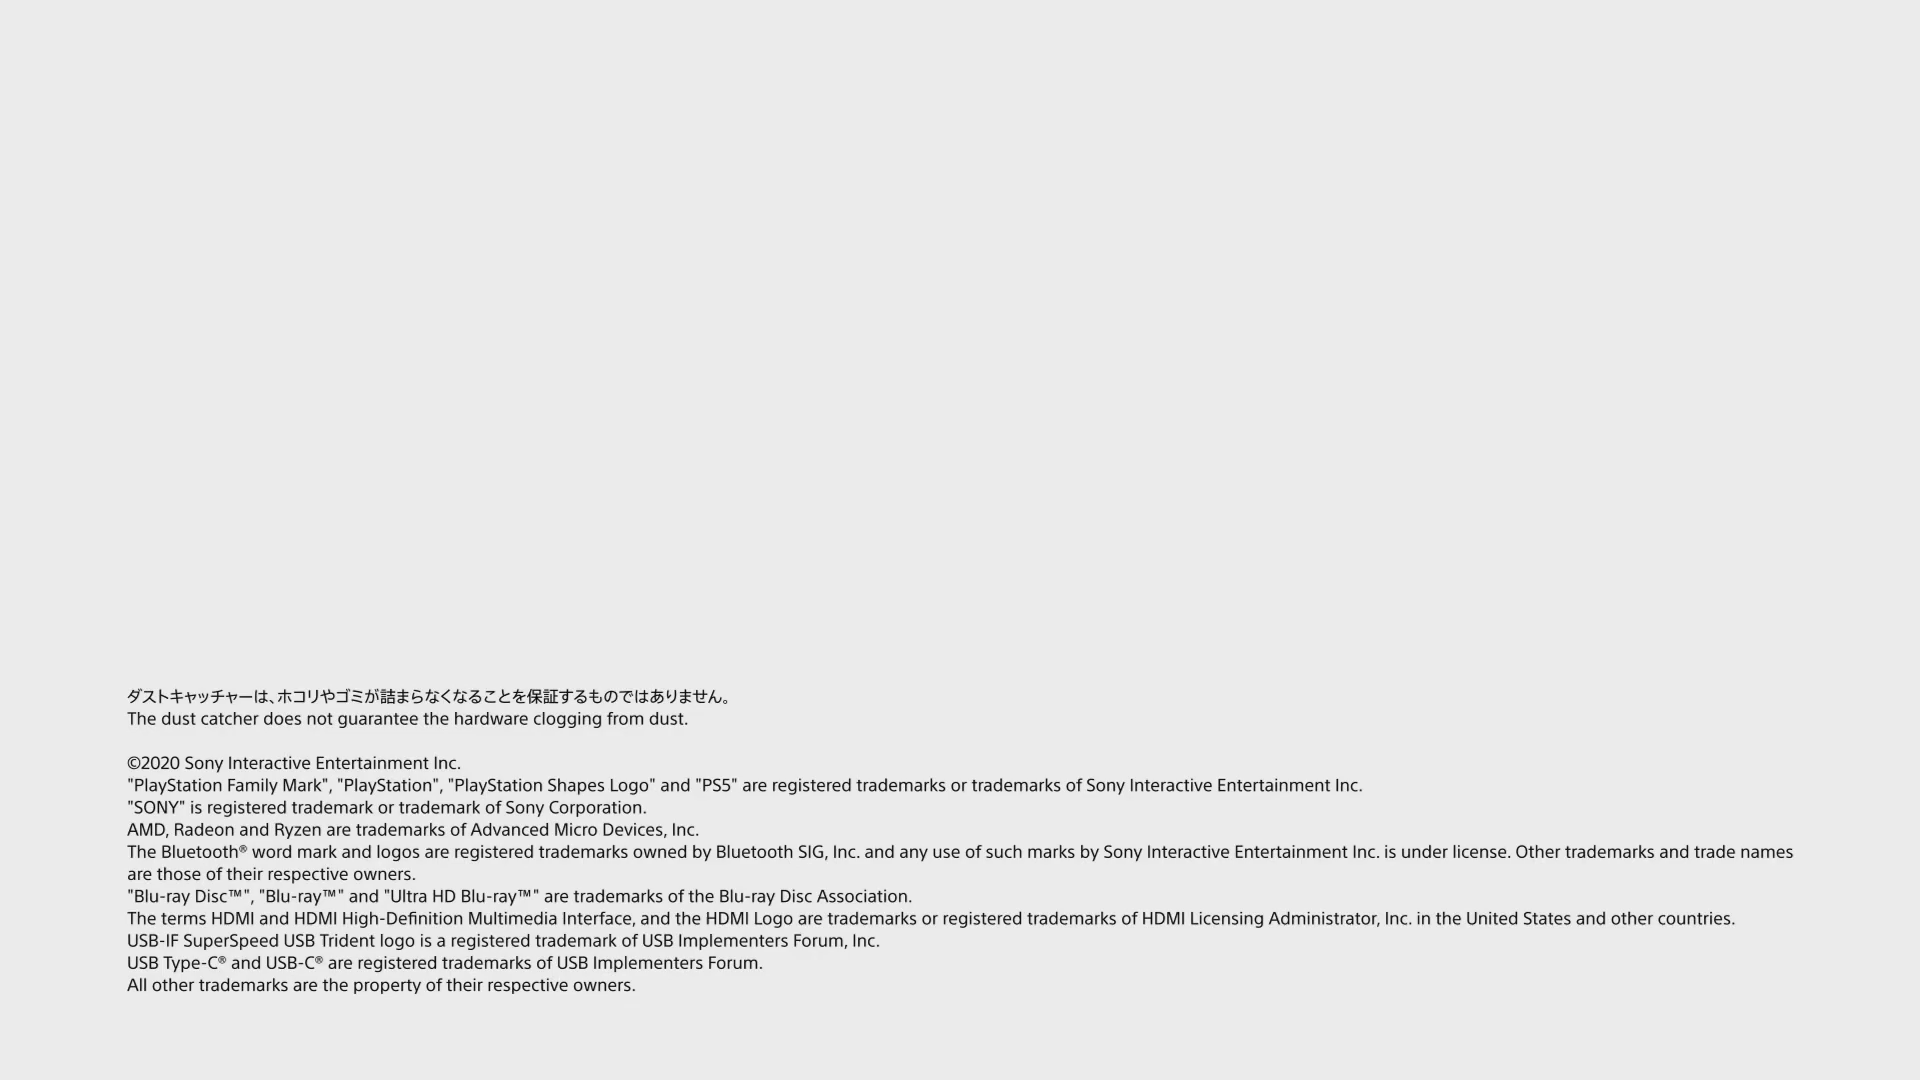 ダストキャッチャーは、ホコリやゴミが詰まらなくなることを保証するものではありません。
The dust catcher does not guarantee the hardware clogging from dust.
©2020 Sony Interactive Entertainment Inc.
"PlayStation Family Mark", "PlayStation", "PlayStation Shapes Logo" and "PS5" are registered trademarks or trademarks of Sony Interactive Entertainment Inc.
"SONY" is registered trademark or trademark of Sony Corporation.
AMD, Radeon and Ryzen are trademarks of Advanced Micro Devices, Inc.
The Bluetooth® word mark and logos are registered trademarks owned by Bluetooth SIG, Inc. and any use of such marks by Sony Interactive Entertainment Inc. is under license. Other trademarks and trade names
are those of their respective owners.
"Blu-ray Disc™", "Blu-ray™" and "Ultra HD Blu-ray™" are trademarks of the Blu-ray Disc Association.
The terms HDMI and HDMI High-Definition Multimedia Interface, and the HDMI Logo are trademarks or registered trademarks of HDMI Licensing Administrator, Inc. in the United States and other countries.
USB-IF SuperSpeed USB Trident logo is a registered trademark of USB Implementers Forum, Inc.
USB Type-C® and USB-C® are registered trademarks of USB Implementers Forum.
All other trademarks are the property of their respective owners.